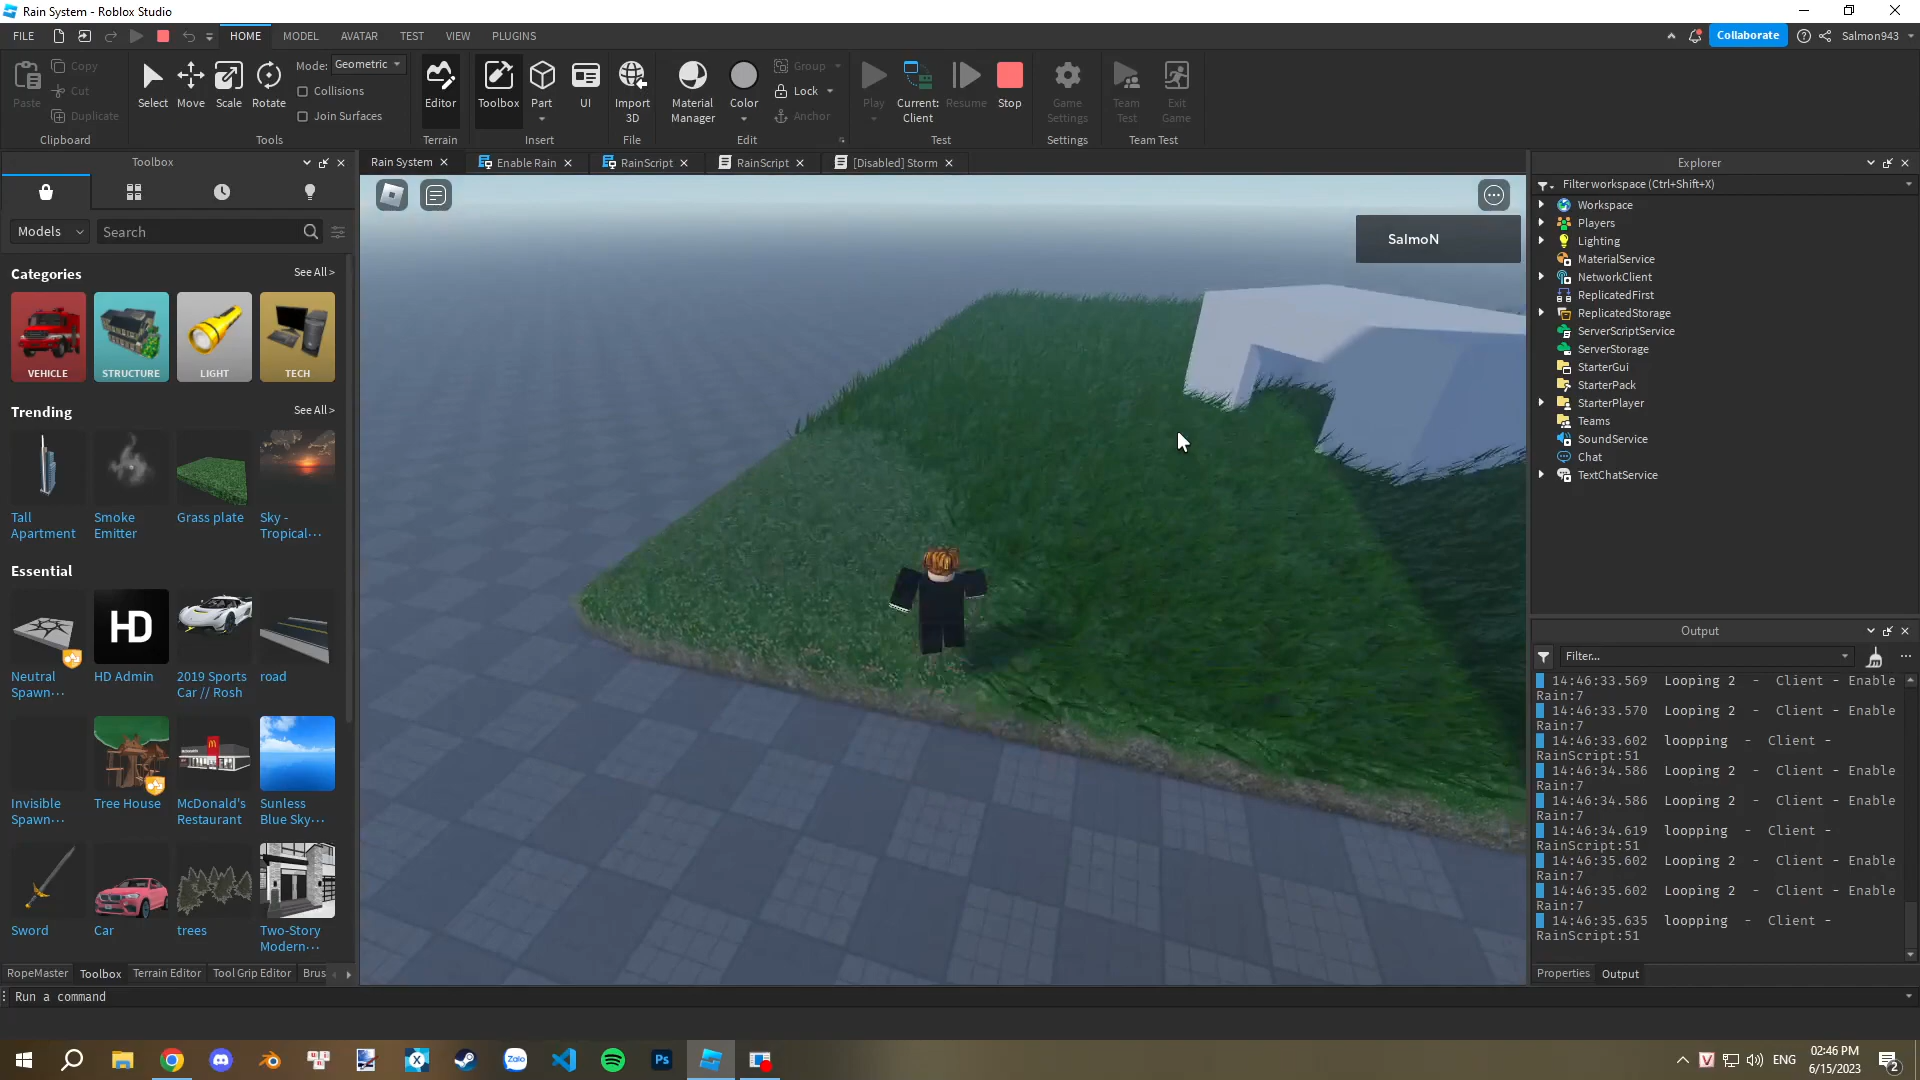 Rain System - Roblox Studio
FILE HOME MODEL AVATAR TEST VIEW PLUGINS Collaborate Salmon943
Paste Copy Cut Duplicate
Clipboard
Select Move Scale Rotate
Mode: Geometric
Collisions
Join Surfaces
Tools
Editor
Terrain
Toolbox Part UI
Insert
Import 3D
File
Material Manager Color
Group Lock Anchor
Edit
Play Current: Client Resume Stop
Test
Game Settings
Settings
Team Test Exit Game
Team Test
Toolbox
Rain System Enable Rain RainScript RainScript [Disabled] Storm
Models Search
Categories See All >
VEHICLE STRUCTURE LIGHT TECH
Trending See All >
Tall Apartment
Smoke Emitter
Grass plate
Sky - Tropical...
Essential
HD
Neutral Spawn...
HD Admin
2019 Sports Car // Rosh
road
Invisible Spawn...
Tree House
McDonald's Restaurant
Sunless Blue Sky...
Sword
Car
trees
Two-Story Modern...
RopeMaster Toolbox Terrain Editor Tool Grip Editor Brus
SalmoN
Explorer
Filter workspace (Ctrl+Shift+X)
Workspace
Players
Lighting
MaterialService
NetworkClient
ReplicatedFirst
ReplicatedStorage
ServerScriptService
ServerStorage
StarterGui
StarterPack
StarterPlayer
Teams
SoundService
Chat
TextChatService
Output
Filter...
14:46:33.569 Looping 2 - Client - Enable
Rain:7
14:46:33.570 Looping 2 - Client - Enable
Rain:7
14:46:33.602 loopping - Client -
RainScript:51
14:46:34.586 Looping 2 - Client - Enable
Rain:7
14:46:34.586 Looping 2 - Client - Enable
Rain:7
14:46:34.619 loopping - Client -
RainScript:51
14:46:35.602 Looping 2 - Client - Enable
Rain:7
14:46:35.602 Looping 2 - Client - Enable
Rain:7
14:46:35.635 loopping - Client -
RainScript:51
Properties Output
Run a command
Zalo Ps V ENG
02:46 PM
6/15/2023
2